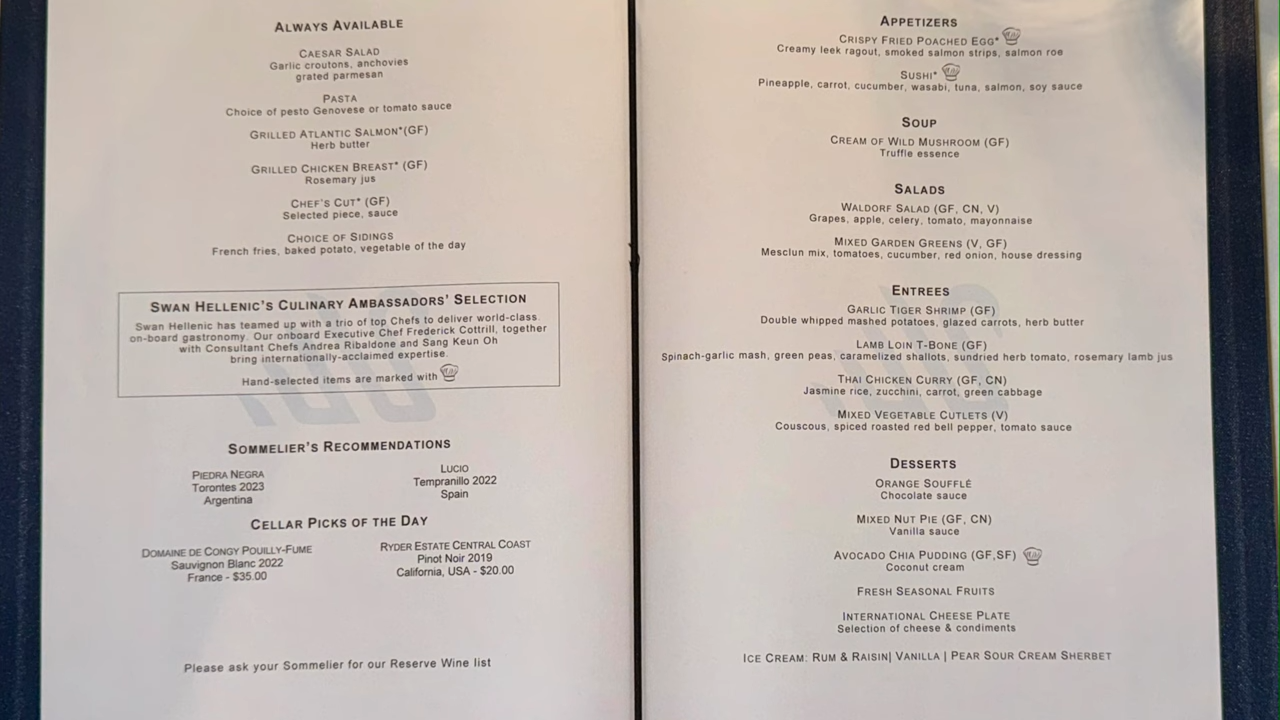 ALWAYS AVAILABLE
CAESAR SALAD
Garlic croutons, anchovies
grated parmesan
PASTA
Choice of pesto Genovese or tomato sauce
GRILLED ATLANTIC SALMON*(GF)
Herb butter
GRILLED CHICKEN BREAST* (GF)
Rosemary jus
CHEF'S CUT* (GF)
Selected piece, sauce
CHOICE OF SIDINGS
French fries, baked potato, vegetable of the day
SWAN HELLENIC'S CULINARY AMBASSADORS' SELECTION
Swan Hellenic has teamed up with a trio of top Chefs to deliver world-class.
on-board gastronomy. Our onboard Executive Chef Frederick Cottrill, together
with Consultant Chefs Andrea Ribaldone and Sang Keun Oh
bring internationally-acclaimed expertise.
Hand-selected items are marked with
SOMMELIER'S RECOMMENDATIONS
PIEDRA NEGRA
Torontes 2023
Argentina
LUCIO
Tempranillo 2022
Spain
CELLAR PICKS OF THE DAY
DOMAINE DE CONGY POUILLY-FUME
Sauvignon Blanc 2022
France - $35.00
RYDER ESTATE CENTRAL COAST
Pinot Noir 2019
California, USA - $20.00
Please ask your Sommelier for our Reserve Wine list
APPETIZERS
CRISPY FRIED POACHED EGG*
Creamy leek ragout, smoked salmon strips, salmon roe
SUSHI*
Pineapple, carrot, cucumber, wasabi, tuna, salmon, soy sauce
SOUP
CREAM OF WILD MUSHROOM (GF)
Truffle essence
SALADS
WALDORF SALAD (GF, CN, V)
Grapes, apple, celery, tomato, mayonnaise
MIXED GARDEN GREENS (V, GF)
Mesclun mix, tomatoes, cucumber, red onion, house dressing
ENTREES
GARLIC TIGER SHRIMP (GF)
Double whipped mashed potatoes, glazed carrots, herb butter
LAMB LOIN T-BONE (GF)
Spinach-garlic mash, green peas, caramelized shallots, sundried herb tomato, rosemary lamb jus
THAI CHICKEN CURRY (GF, CN)
Jasmine rice, zucchini, carrot, green cabbage
MIXED VEGETABLE CUTLETS (V)
Couscous, spiced roasted red bell pepper, tomato sauce
DESSERTS
ORANGE SOUFFLÉ
Chocolate sauce
MIXED NUT PIE (GF, CN)
Vanilla sauce
AVOCADO CHIA PUDDING (GF,SF)
Coconut cream
FRESH SEASONAL FRUITS
INTERNATIONAL CHEESE PLATE
Selection of cheese & condiments
ICE CREAM: RUM & RAISIN| VANILLA | PEAR SOUR CREAM SHERBET